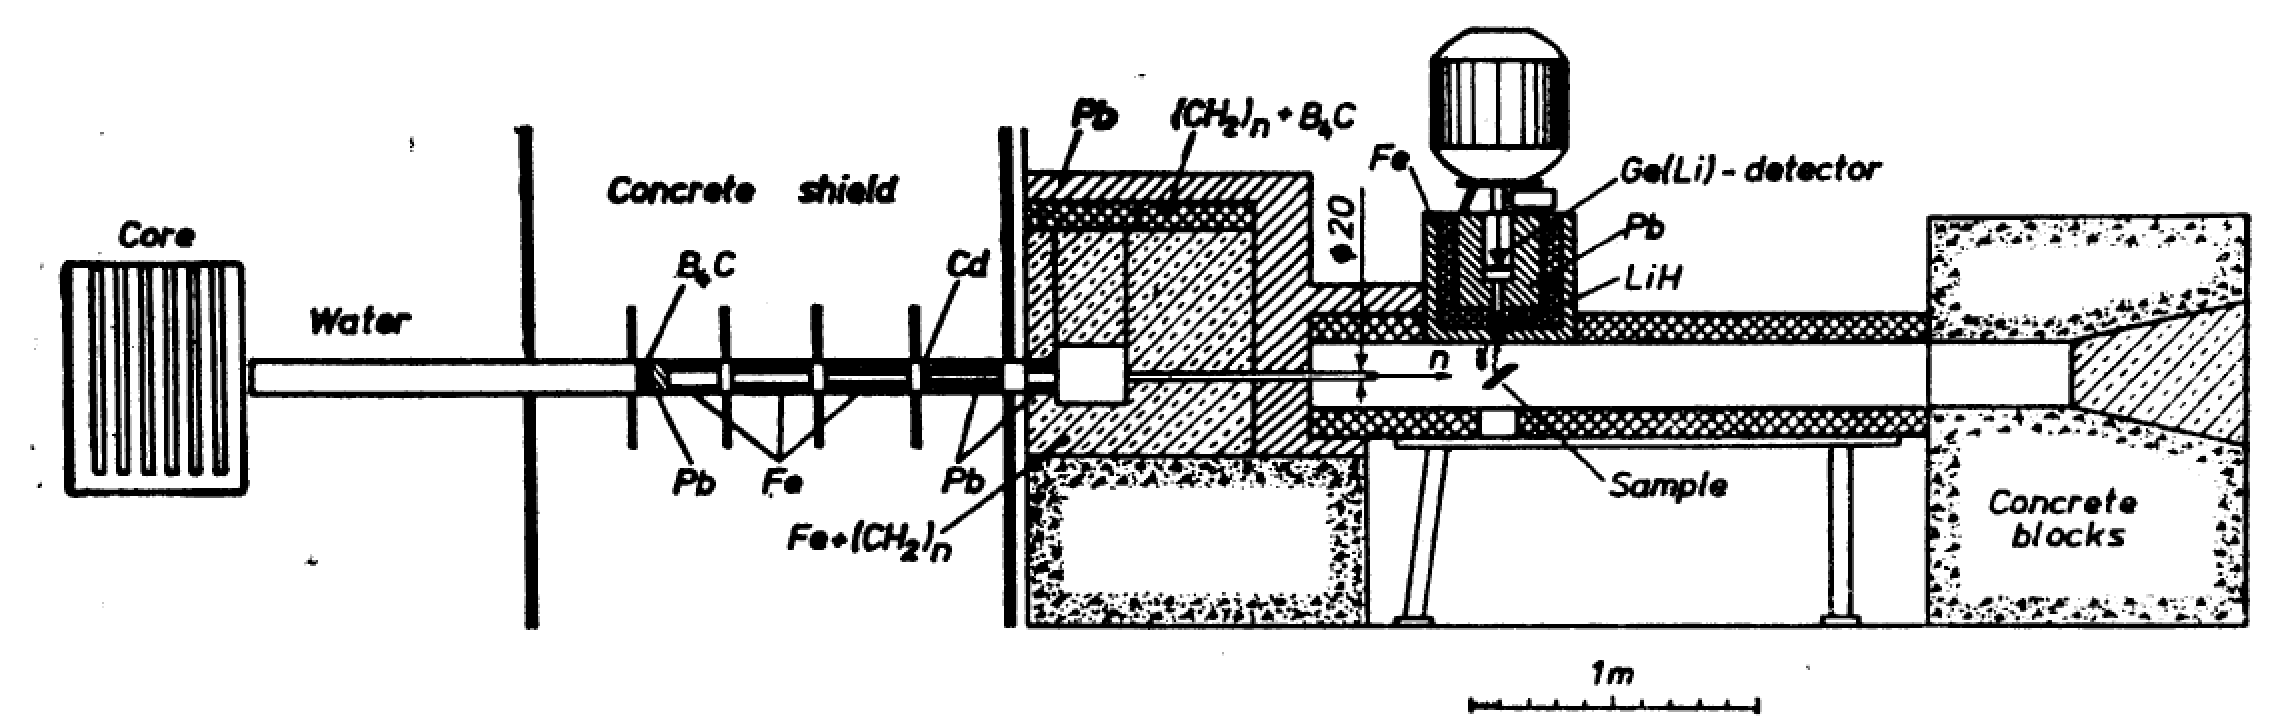 Pb
(CH₂)n + B₄C
Fe
Ge(Li) - detector
Concrete shield
ϕ20
Pb
Core
B₄C
Cd
LiH
Water
n
γ
Pb
Fe
Pb
Sample
Fe+(CH₂)n
Concrete
blocks
1m